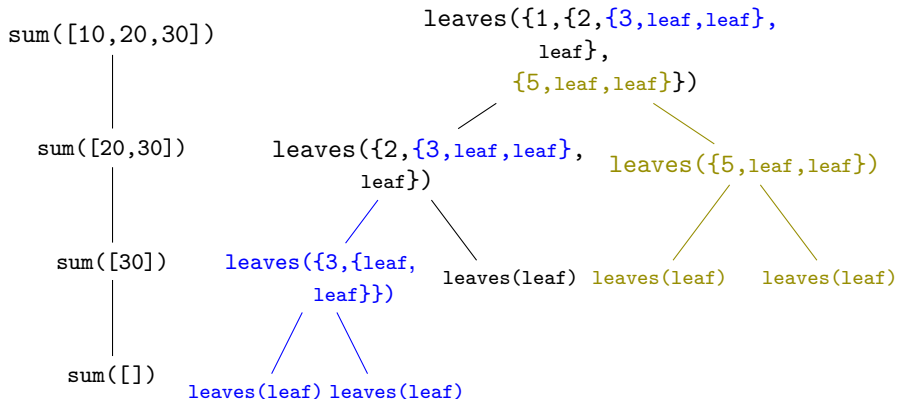 sum([10,20,30])
sum([20,30])
sum([30])
sum([])
leaves({1,{2,{3,leaf,leaf},
leaf},
{5,leaf,leaf}})
leaves({2,{3,leaf,leaf},
leaf})
leaves({5,leaf,leaf})
leaves({3,{leaf,
leaf}})
leaves(leaf)
leaves(leaf)
leaves(leaf)
leaves(leaf)
leaves(leaf)